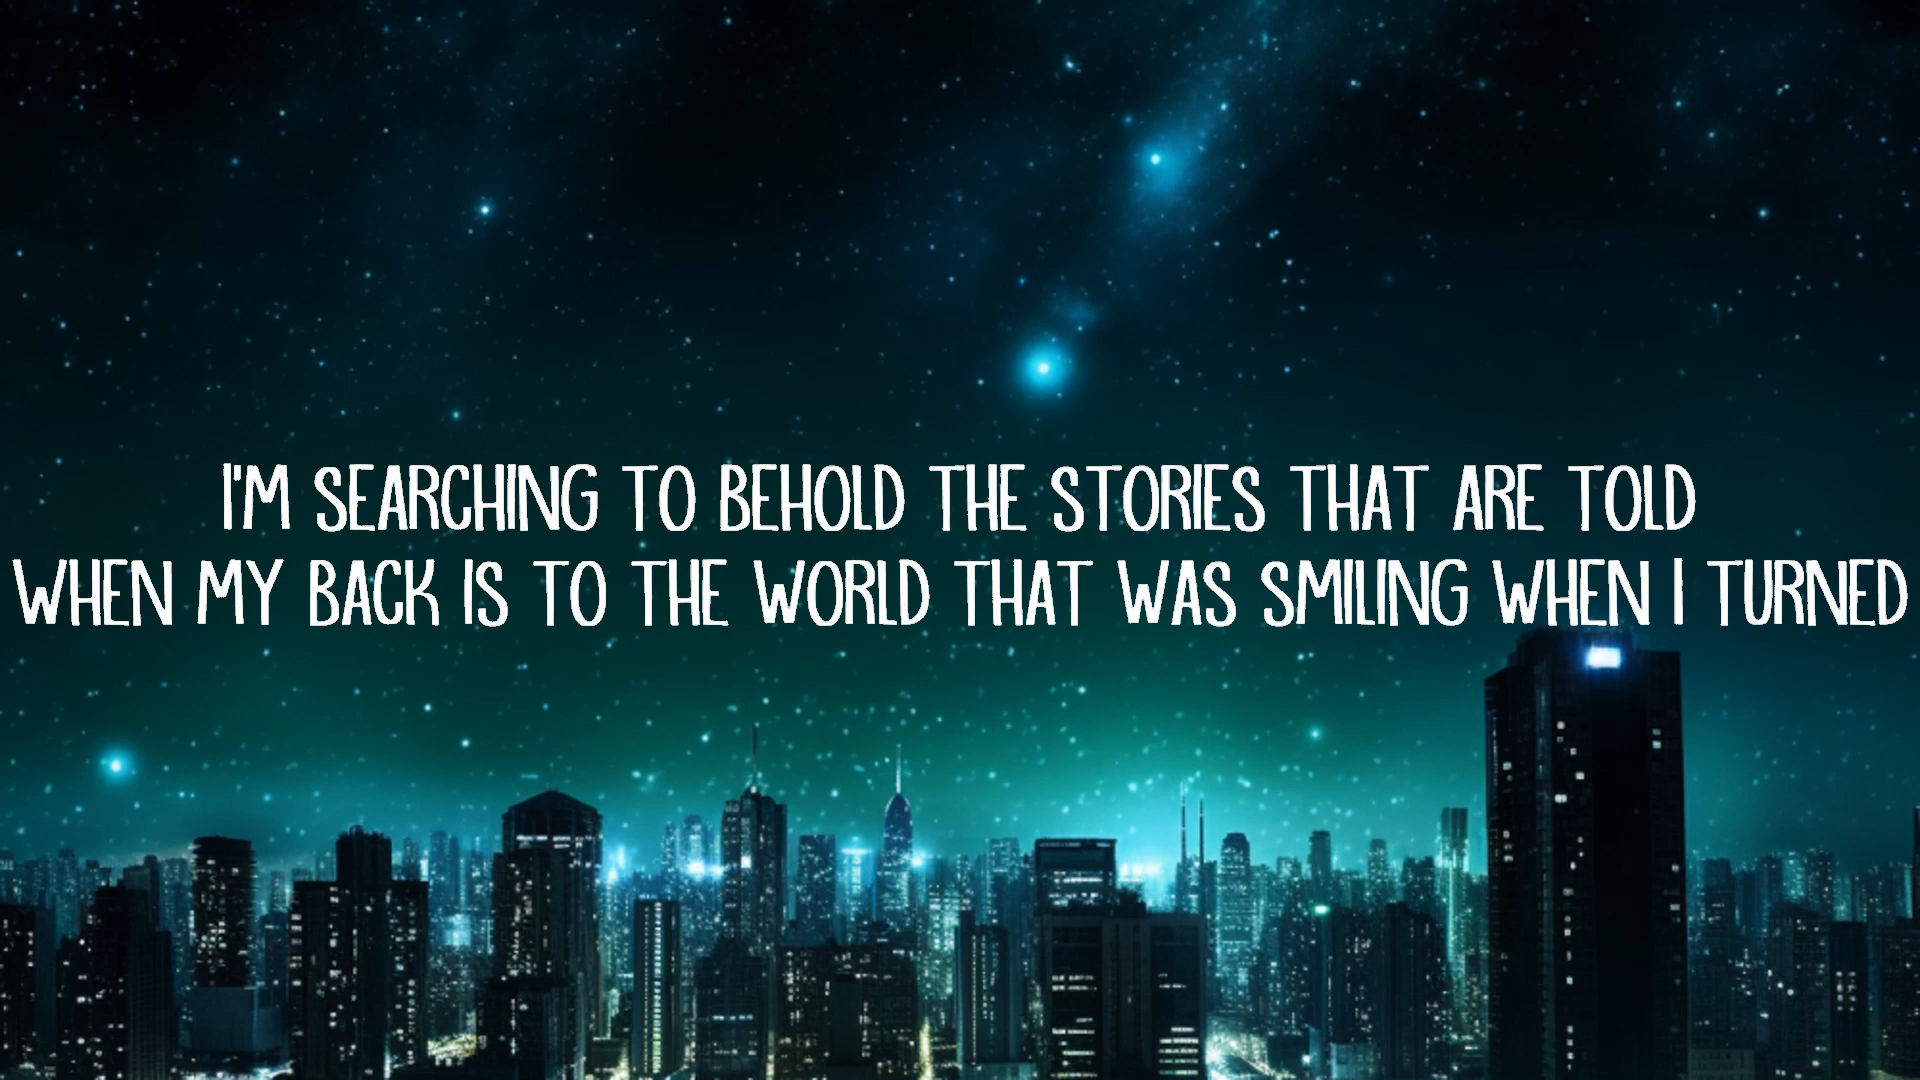 I'M SEARCHING TO BEHOLD THE STORIES THAT ARE TOLD
WHEN MY BACK IS TO THE WORLD THAT WAS SMILING WHEN I TURNED